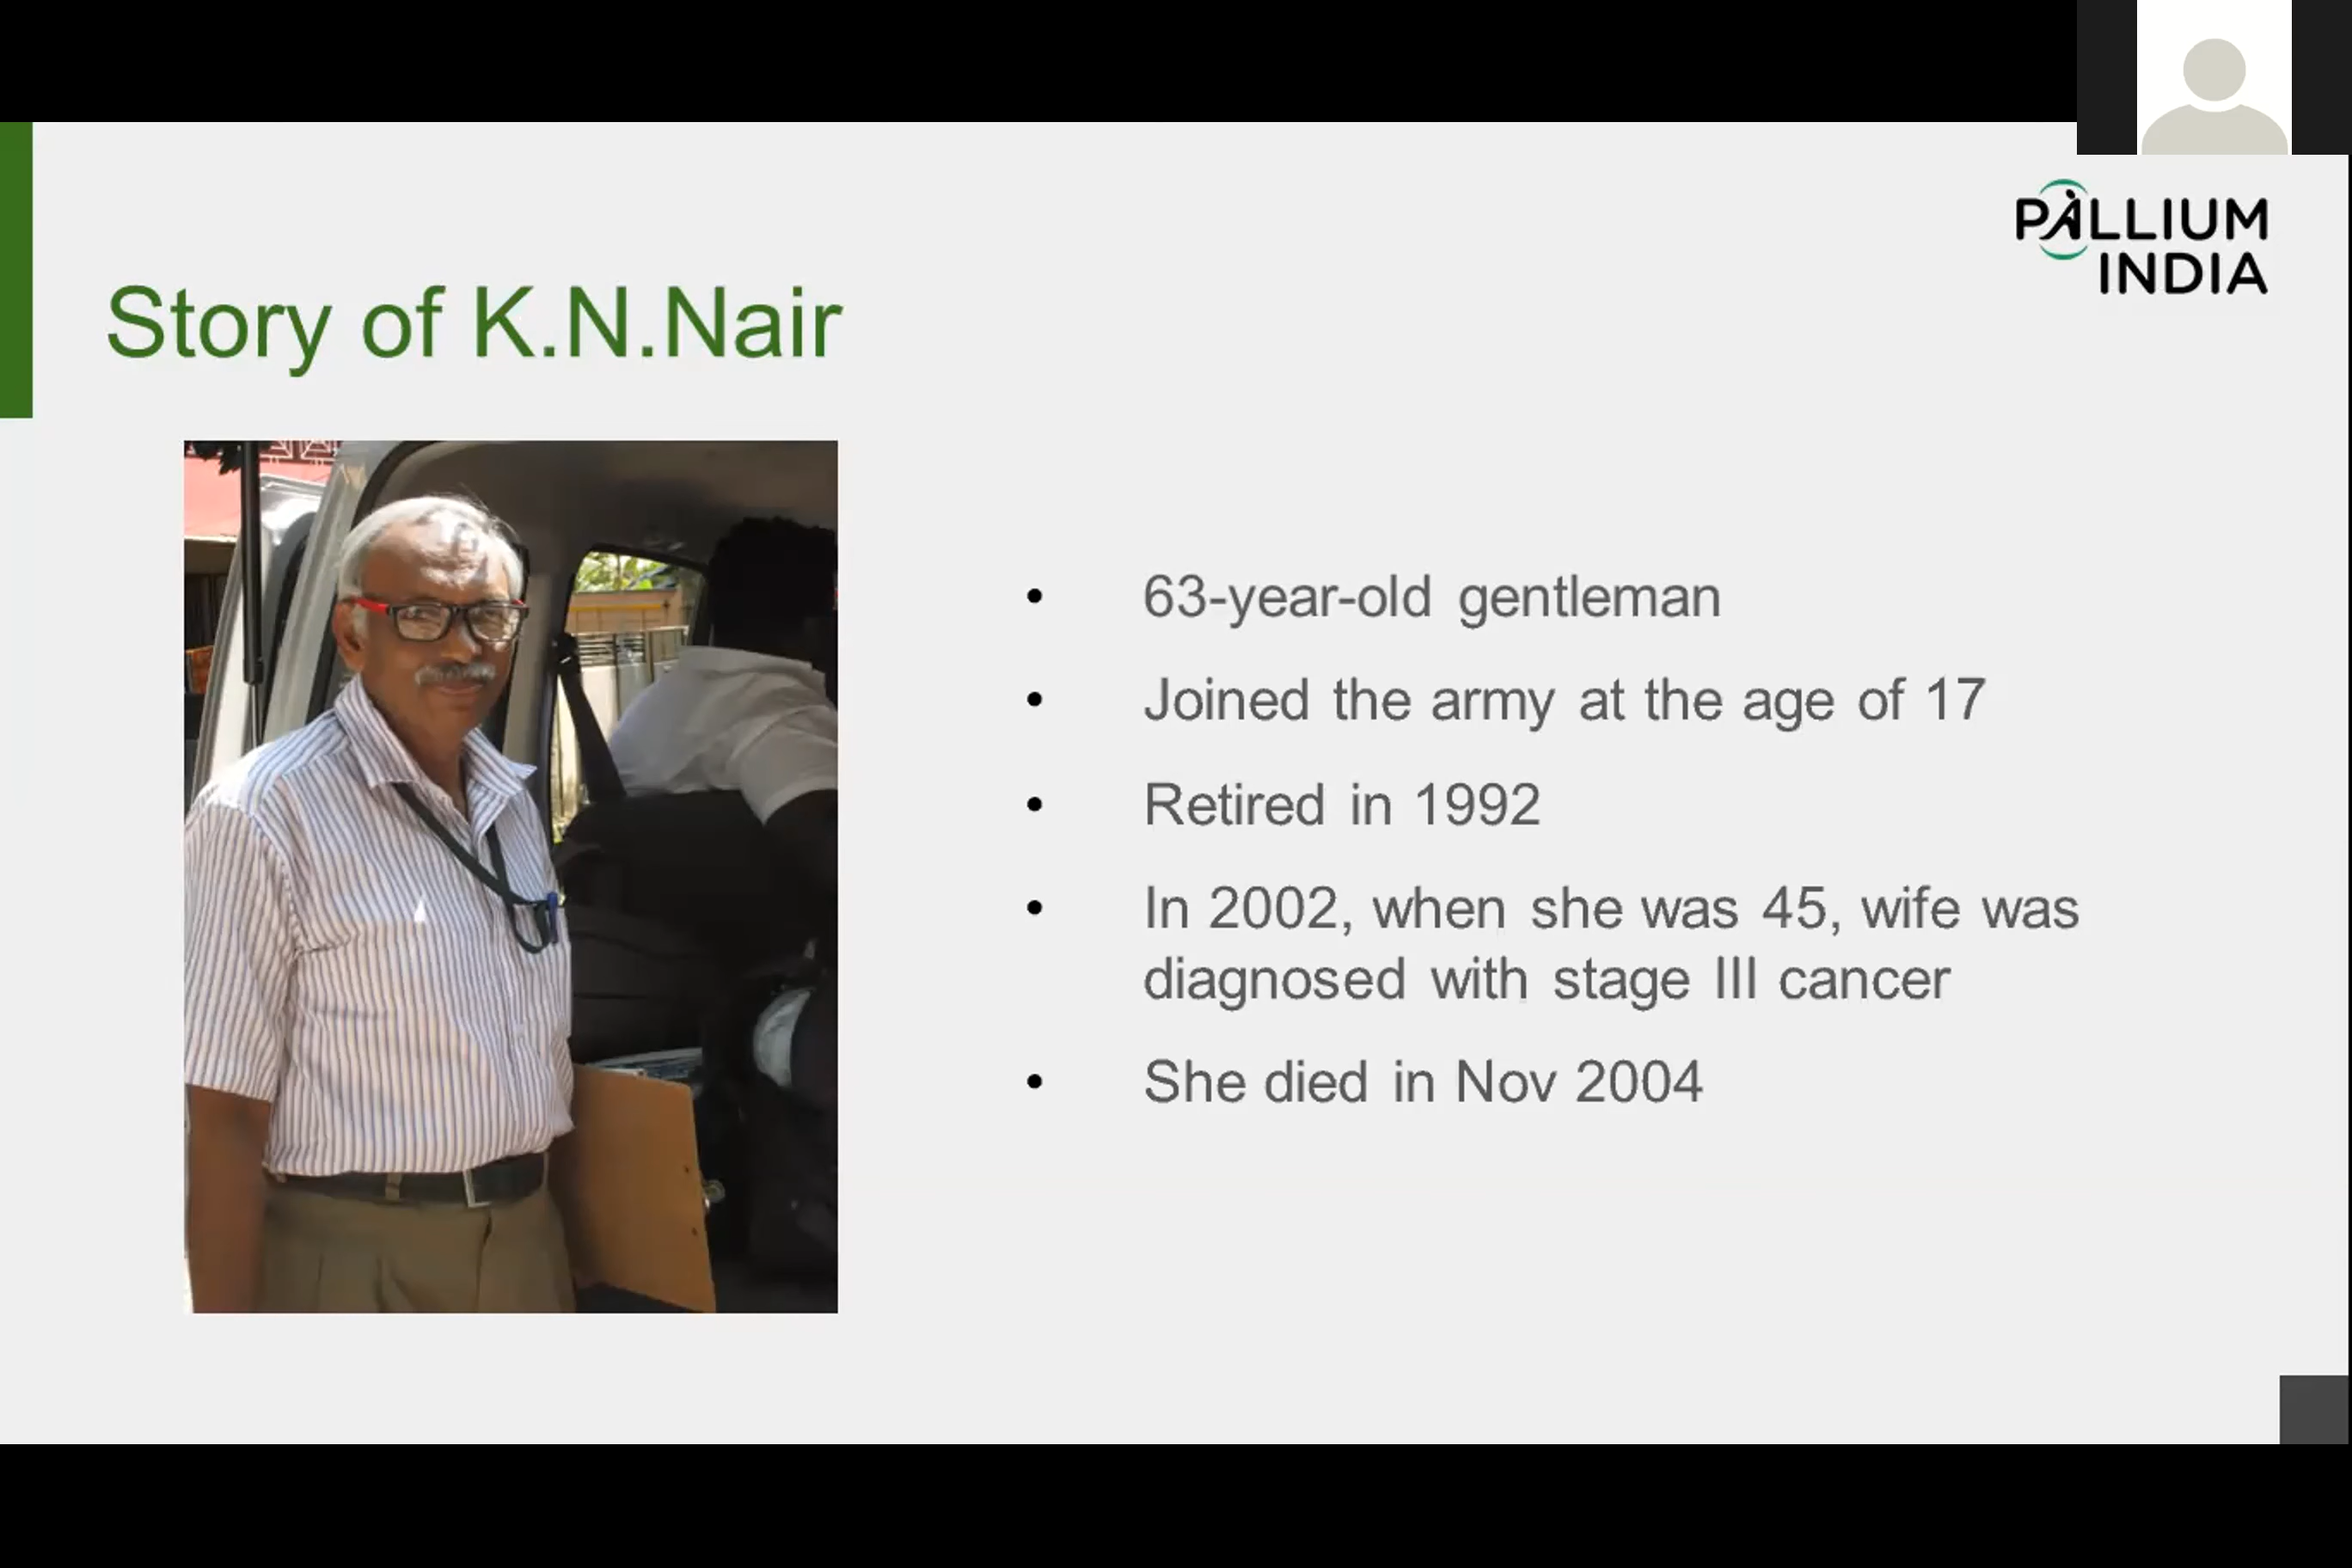 PALLIUM
INDIA
Story of K.N.Nair
• 63-year-old gentleman
• Joined the army at the age of 17
• Retired in 1992
• In 2002, when she was 45, wife was
diagnosed with stage III cancer
• She died in Nov 2004